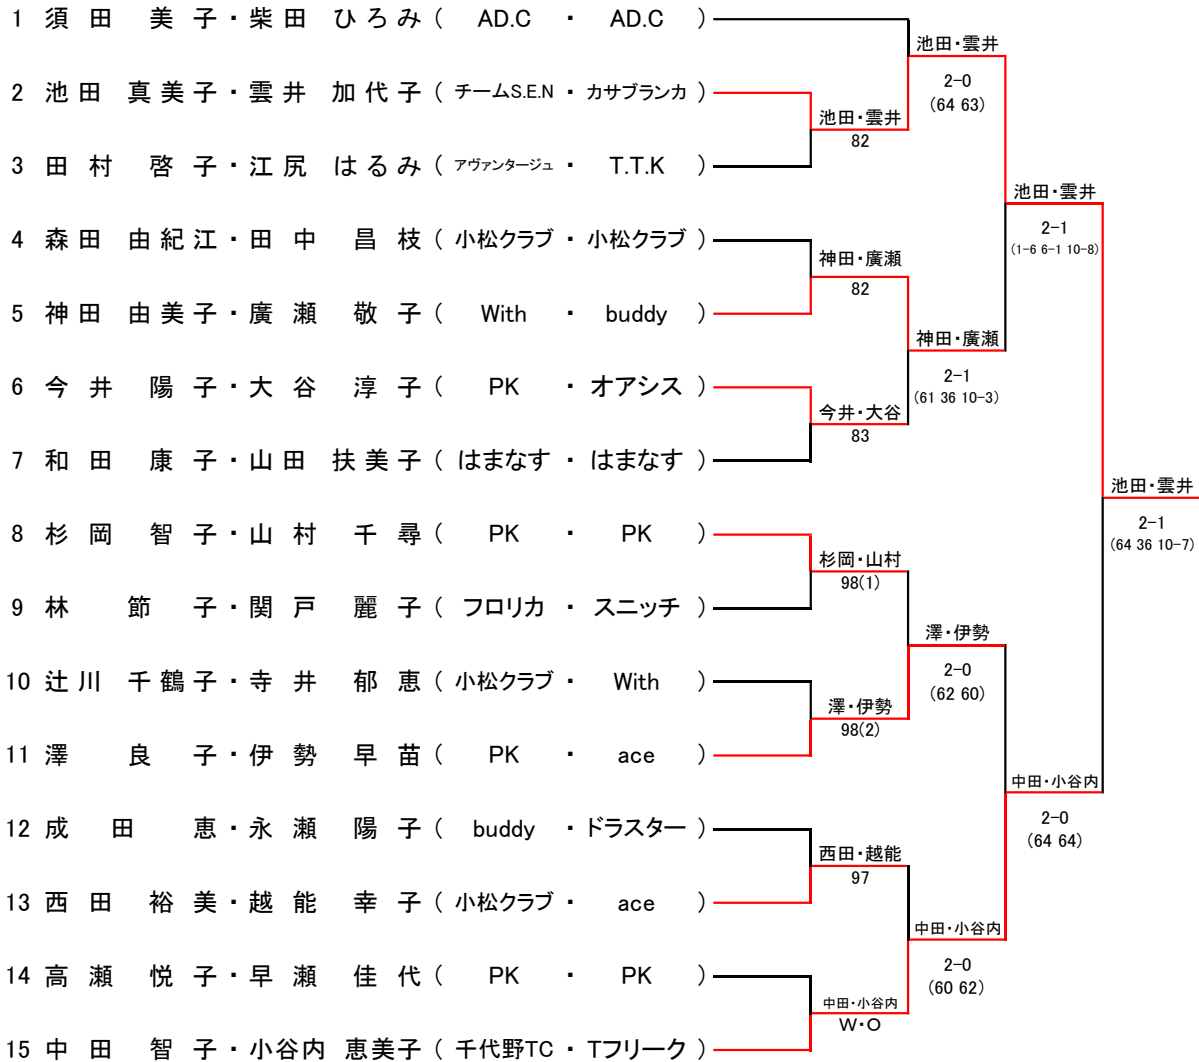 1 須田 美子・柴田 ひろみ ( AD.C ・ AD.C )
池田・雲井
2-0
(64 63)
2 池田 真美子・雲井 加代子 ( チームS.E.N ・ カサブランカ )
池田・雲井
82
3 田村 啓子・江尻 はるみ ( アヴァンタージュ ・ T.T.K )
池田・雲井
2-1
(1-6 6-1 10-8)
4 森田 由紀江・田中 昌枝 ( 小松クラブ ・ 小松クラブ )
神田・廣瀬
82
5 神田 由美子・廣瀬 敬子 ( With ・ buddy )
神田・廣瀬
2-1
(61 36 10-3)
6 今井 陽子・大谷 淳子 ( PK ・ オアシス )
今井・大谷
83
7 和田 康子・山田 扶美子 ( はまなす ・ はまなす )
池田・雲井
2-1
(64 36 10-7)
8 杉岡 智子・山村 千尋 ( PK ・ PK )
杉岡・山村
98(1)
9 林 節子・関戸 麗子 ( フロリカ ・ スニッチ )
澤・伊勢
2-0
(62 60)
10 辻川 千鶴子・寺井 郁恵 ( 小松クラブ ・ With )
澤・伊勢
98(2)
11 澤 良子・伊勢 早苗 ( PK ・ ace )
中田・小谷内
2-0
(64 64)
12 成田 恵・永瀬 陽子 ( buddy ・ ドラスター )
西田・越能
97
13 西田 裕美・越能 幸子 ( 小松クラブ ・ ace )
中田・小谷内
2-0
(60 62)
14 高瀬 悦子・早瀬 佳代 ( PK ・ PK )
中田・小谷内
W・O
15 中田 智子・小谷内 恵美子 ( 千代野TC ・ Tフリーク )